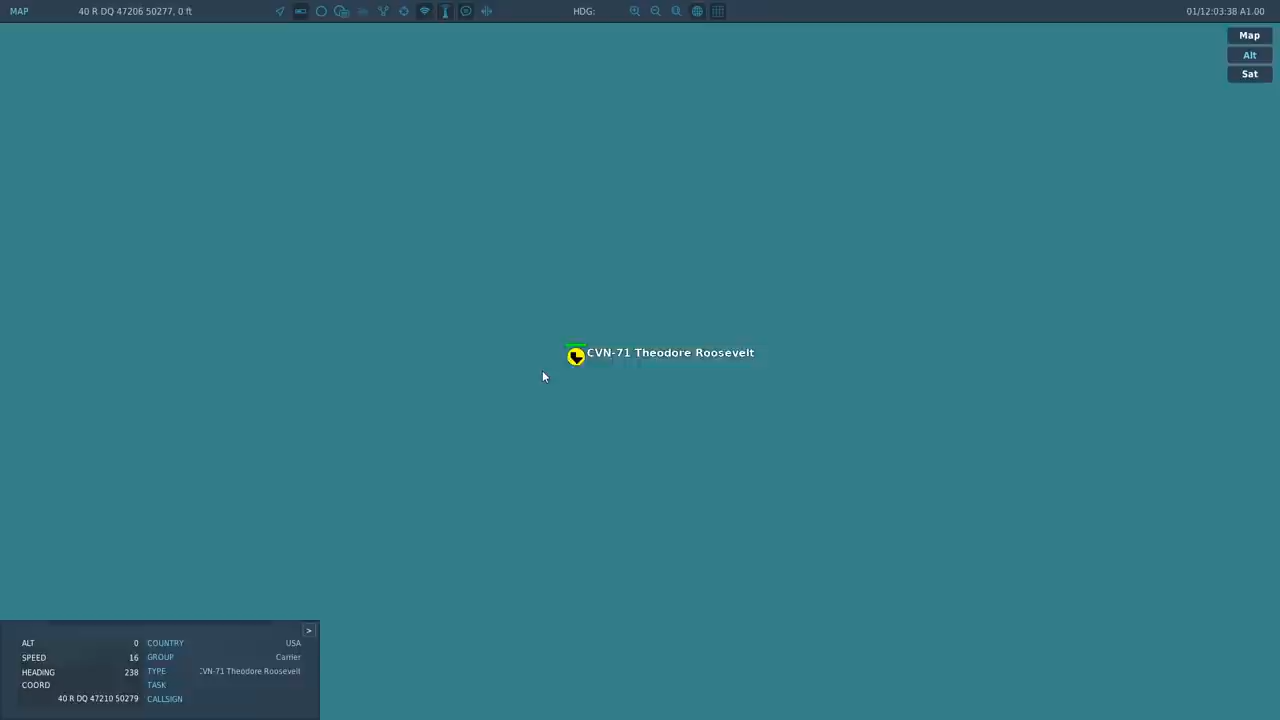 MAP 40 R DQ 47206 50277, 0 ft HDG: 01/12:03:38 A1.00
Map
Alt
Sat
CVN-71 Theodore Roosevelt
>
ALT 0 COUNTRY USA
SPEED 16 GROUP Carrier
HEADING 238 TYPE CVN-71 Theodore Roosevelt
COORD TASK
40 R DQ 47210 50279 CALLSIGN